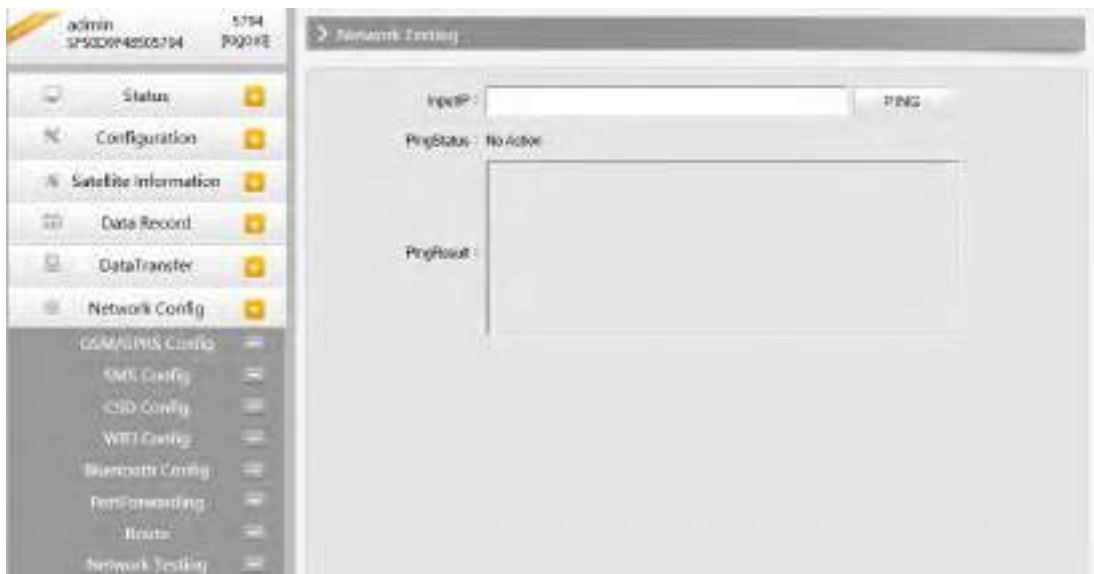 admin
5794
[logout]
Status
Configuration
Satellite Information
Data Record
DataTransfer
Network Config
GSM/GPRS Config
SMS Config
CSD Config
WIFI Config
Bluetooth Config
PortForwarding
Route
Network Testing
Network Testing
InputIP :
PING
PingStatus : No Action
PingResult :